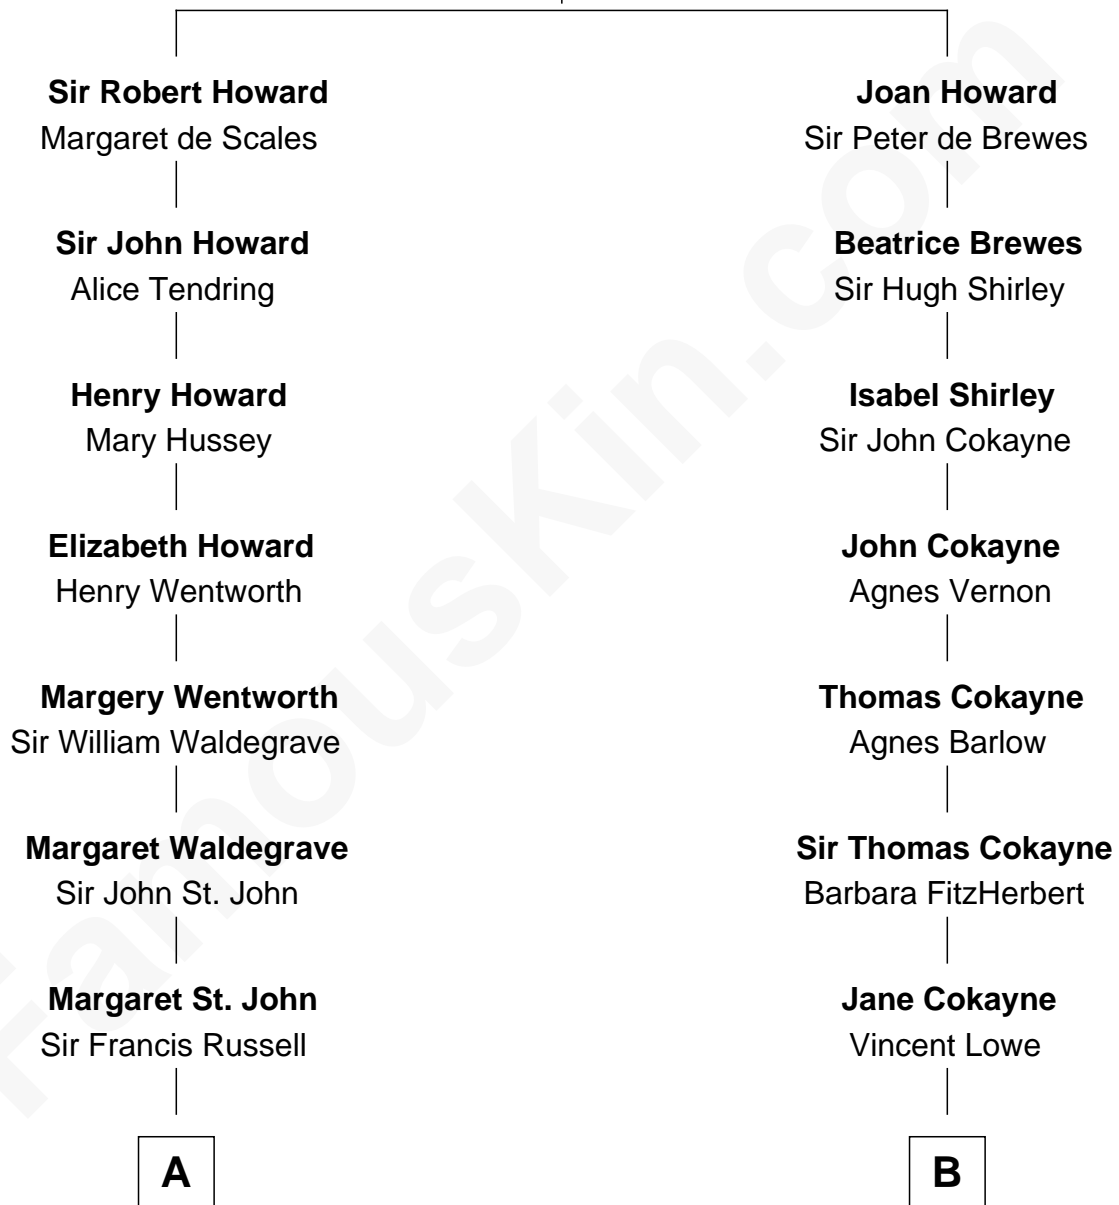 Sir Robert Howard
Margaret de Scales
Sir John Howard
Alice Tendring
Henry Howard
Mary Hussey
Elizabeth Howard
Henry Wentworth
Margery Wentworth
Sir William Waldegrave
Margaret Waldegrave
Sir John St. John
Margaret St. John
Sir Francis Russell
A
Joan Howard
Sir Peter de Brewes
Beatrice Brewes
Sir Hugh Shirley
Isabel Shirley
Sir John Cokayne
John Cokayne
Agnes Vernon
Thomas Cokayne
Agnes Barlow
Sir Thomas Cokayne
Barbara FitzHerbert
Jane Cokayne
Vincent Lowe
B
FamousKin.com